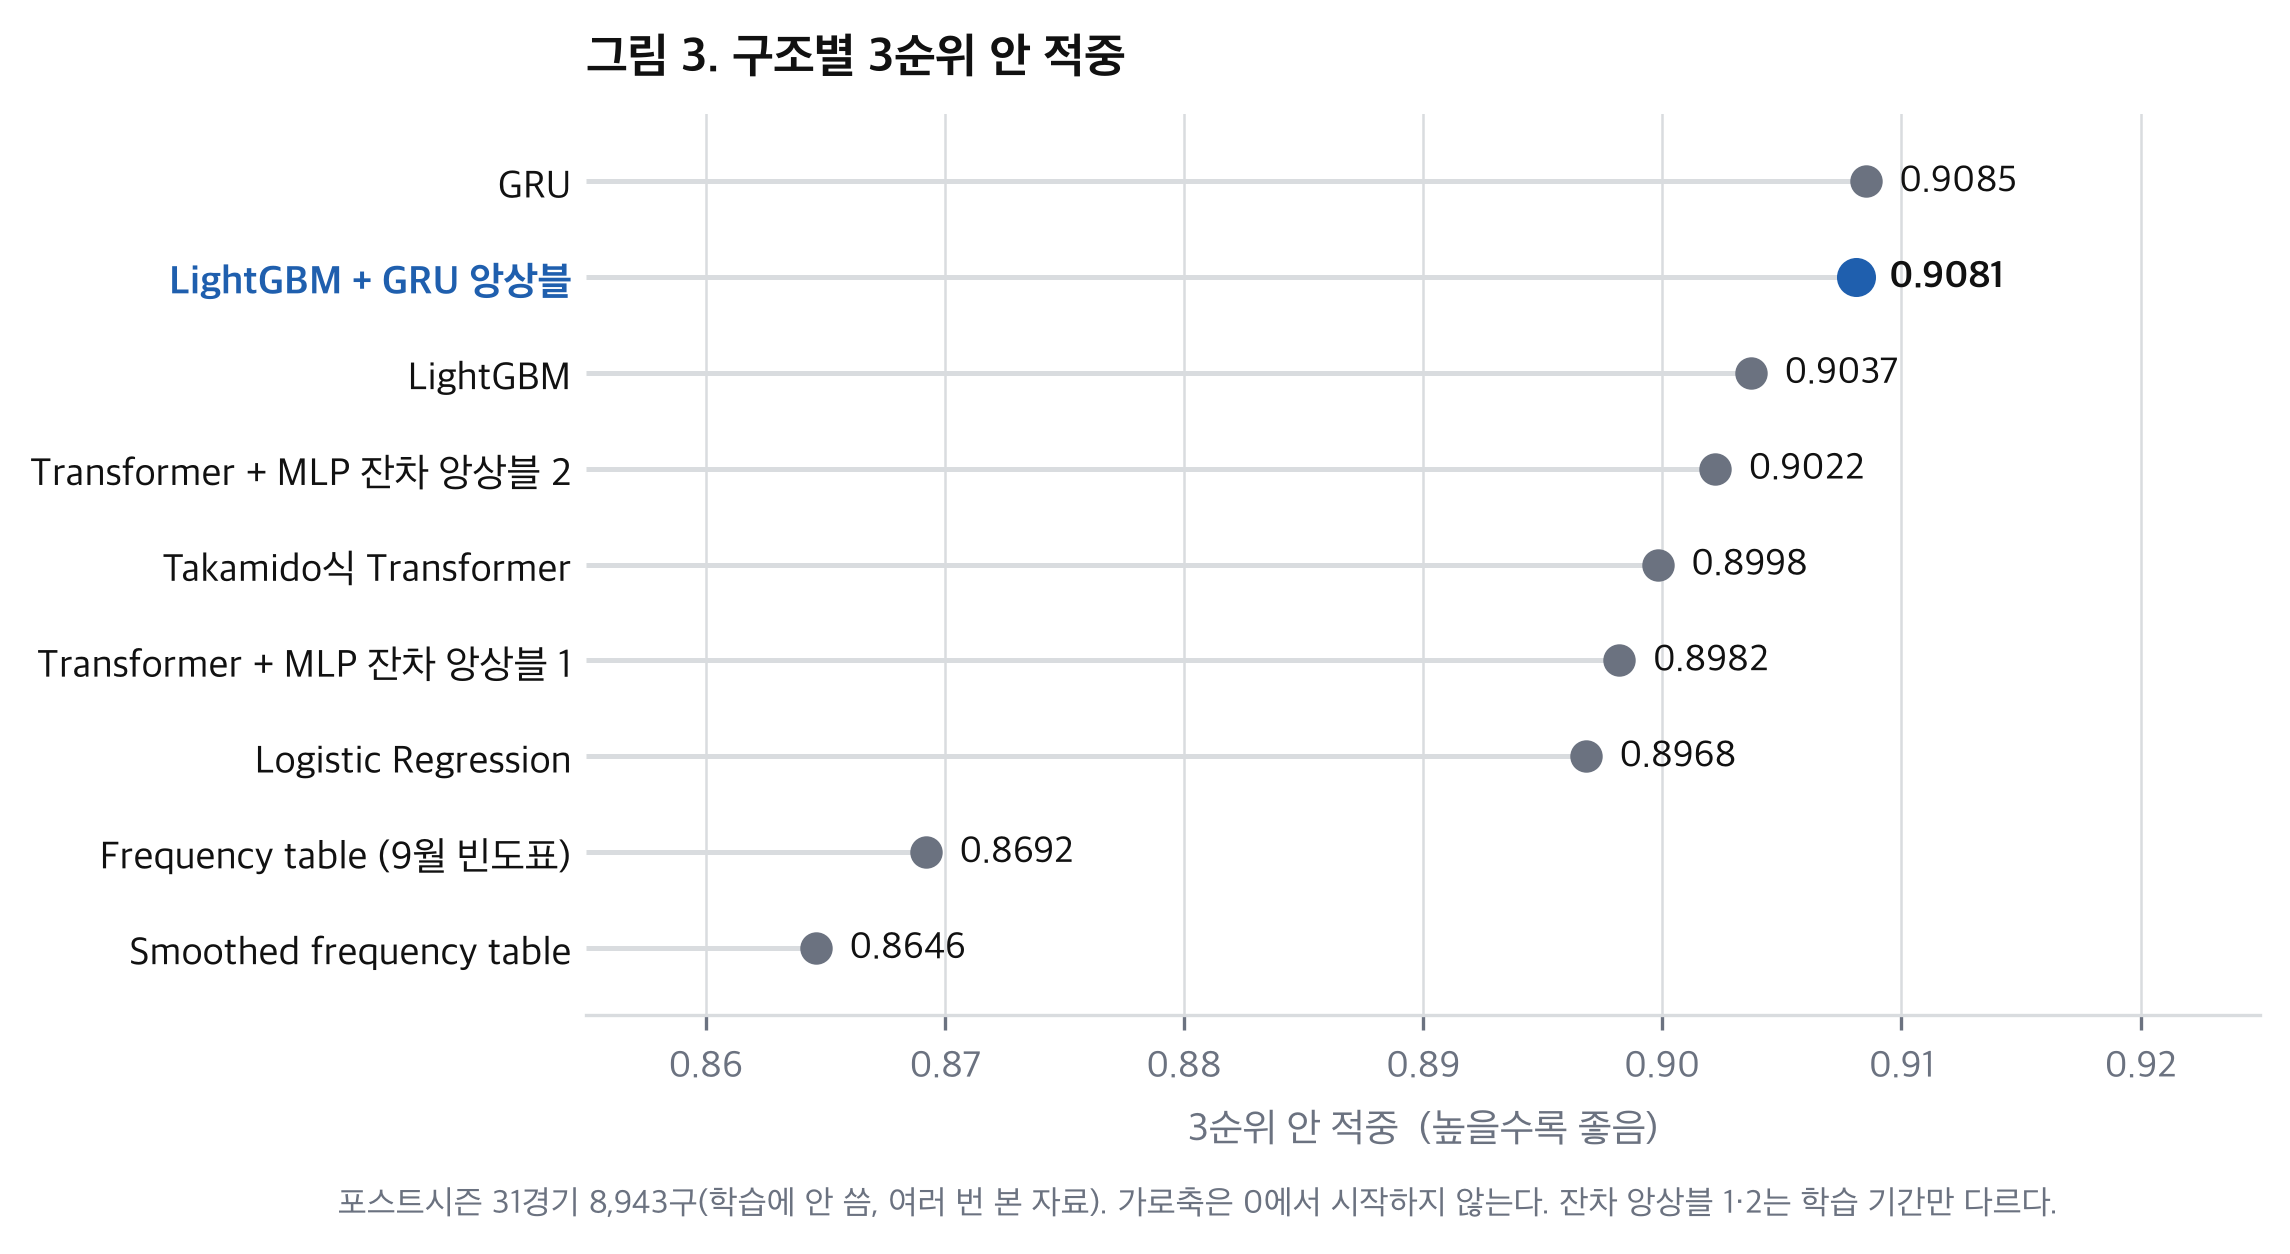 그림 3. 구조별 3순위 안 적중
GRU
0.9085
LightGBM + GRU 앙상블
0.9081
LightGBM
0.9037
Transformer + MLP 잔차 앙상블 2
0.9022
Takamido식 Transformer
0.8998
Transformer + MLP 잔차 앙상블 1
0.8982
Logistic Regression
0.8968
Frequency table (9월 빈도표)
0.8692
Smoothed frequency table
0.8646
0.86 0.87 0.88 0.89 0.90 0.91 0.92
3순위 안 적중 (높을수록 좋음)
포스트시즌 31경기 8,943구(학습에 안 씀, 여러 번 본 자료). 가로축은 0에서 시작하지 않는다. 잔차 앙상블 1·2는 학습 기간만 다르다.